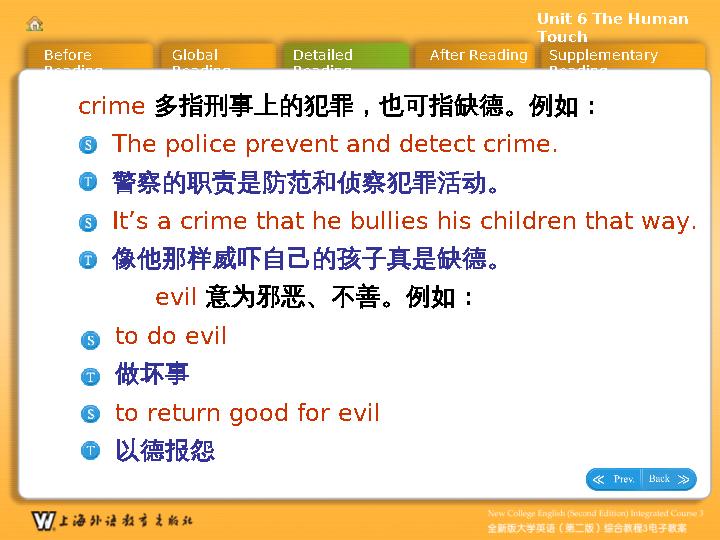 Unit 6 The Human
Touch
Before
Reading
Global
Reading
Detailed
Reading
After Reading
Supplementary
Reading
crime 多指刑事上的犯罪，也可指缺德。例如：
S The police prevent and detect crime.
T 警察的职责是防范和侦察犯罪活动。
S It’s a crime that he bullies his children that way.
T 像他那样威吓自己的孩子真是缺德。
evil 意为邪恶、不善。例如：
S to do evil
T 做坏事
S to return good for evil
T 以德报怨
Prev. Back
W 上海外语教育出版社
New College English (Second Edition) Integrated Course 3
全新版大学英语（第二版）综合教程3电子教案